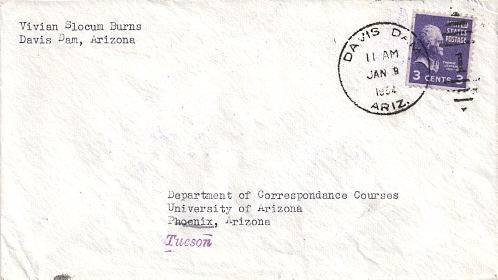 Vivian Slocum Burns
Davis Dam, Arizona
DAVIS DAM
11 AM
JAN 9
1954
ARIZ.
UNITED
STATES
POSTAGE
3 CENTS 3
Department of Correspondance Courses
University of Arizona
Phoenix, Arizona
Tucson